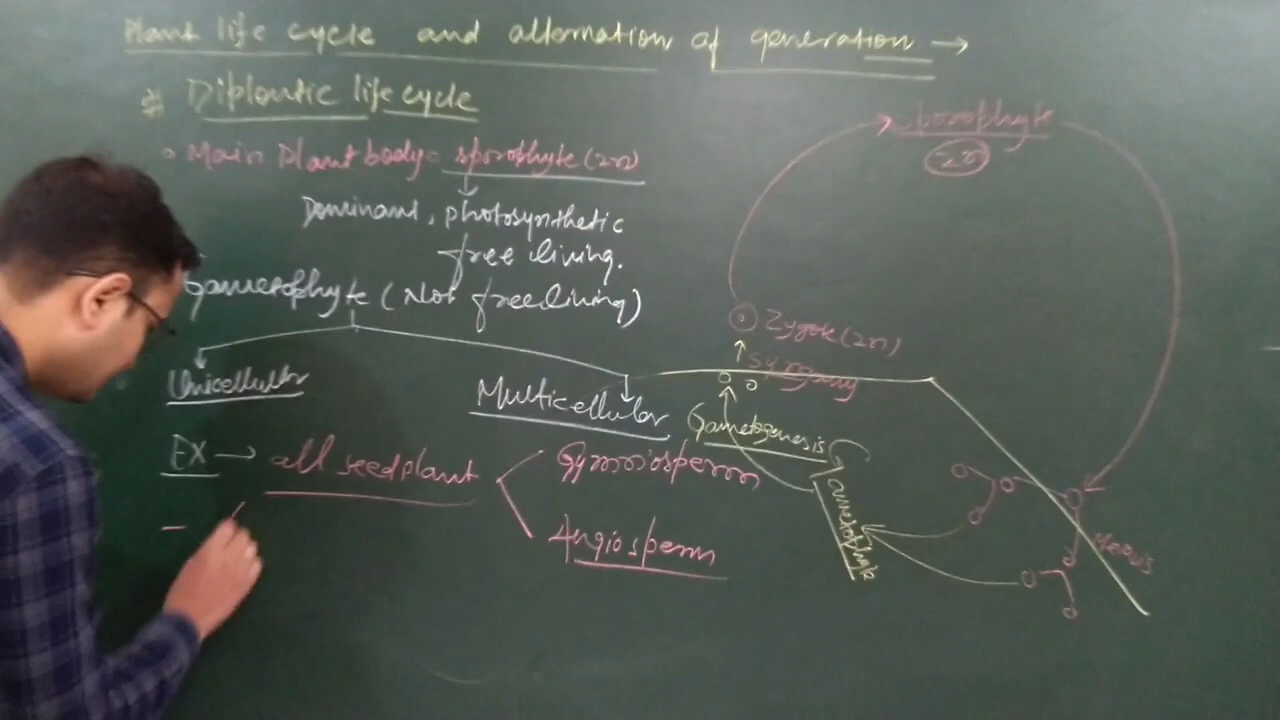 Plant life cycle and alternation of generation →
# Diplontic life cycle
• Main Plant body = sporophyte (2n)
Dominant, photosynthetic
free living.
Gametophyte (Not free living)
Unicellular
Multicellular
EX → all seed plant
Gymnosperm
Angiosperm
Sporophyte
2n
Zygote (2n)
Syngamy
Gametogenesis
Gametophyte
Meiosis